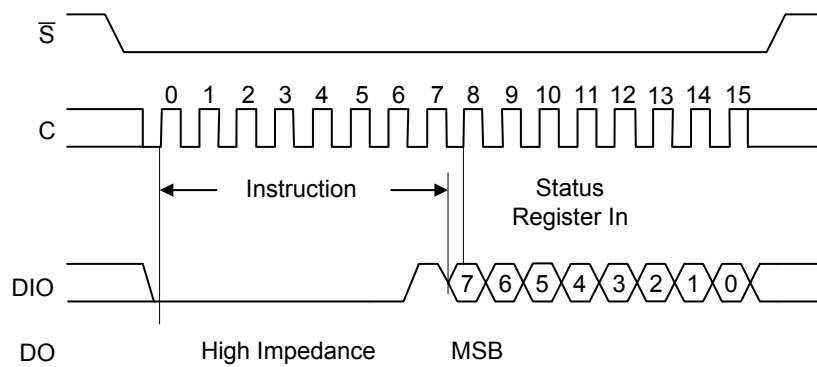 S
0 1 2 3 4 5 6 7 8 9 10 11 12 13 14 15
C
Instruction Status
Register In
DIO 7 6 5 4 3 2 1 0
DO High Impedance MSB